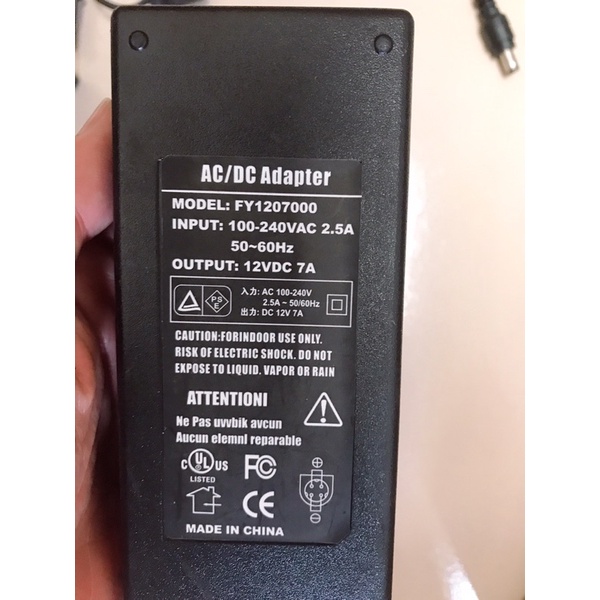 AC/DC Adapter
MODEL: FY1207000
INPUT: 100-240VAC 2.5A
50~60Hz
OUTPUT: 12VDC 7A
PS
E
入力: AC 100-240V
2.5A ~ 50/60Hz
出力: DC 12V 7A
CAUTION:FORINDOOR USE ONLY.
RISK OF ELECTRIC SHOCK. DO NOT
EXPOSE TO LIQUID. VAPOR OR RAIN
ATTENTIONI
Ne Pas uvvbik avcun
Aucun elemnl reparable
c UL US
LISTED
FC
CE
MADE IN CHINA